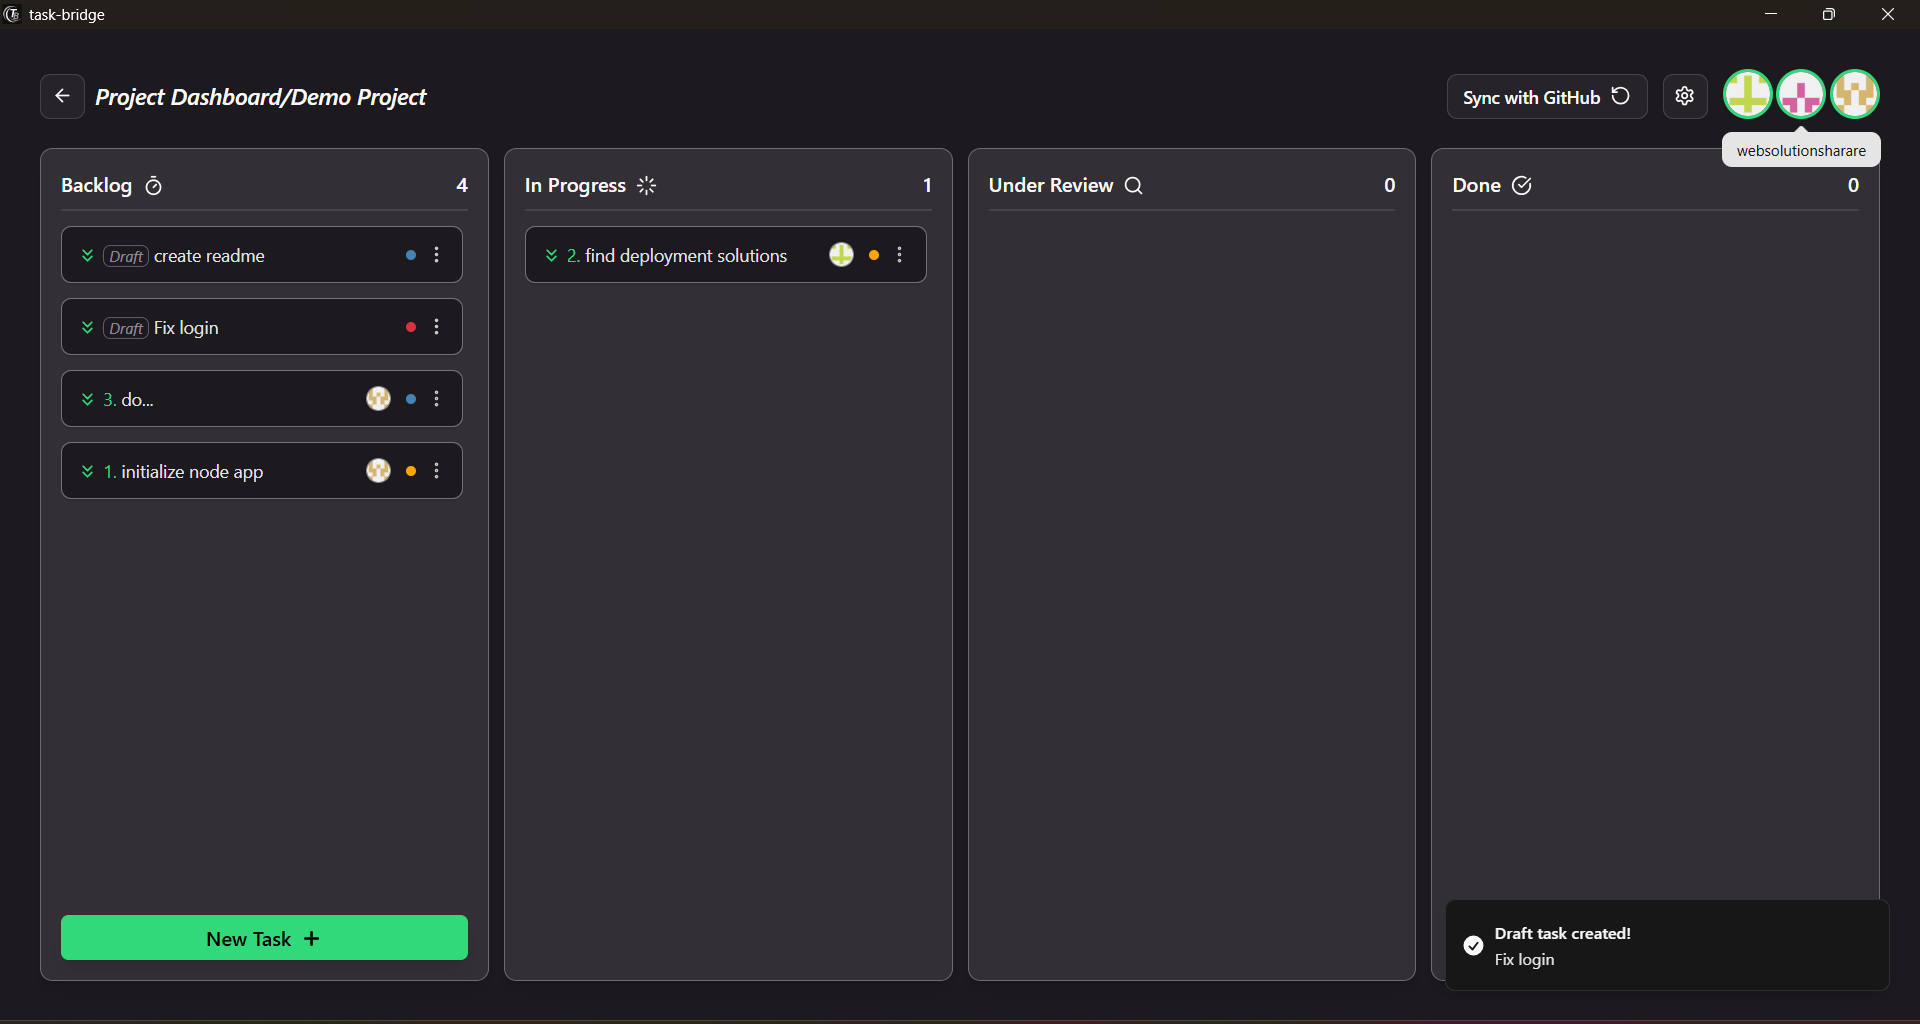 task-bridge
Project Dashboard/Demo Project
Sync with GitHub
websolutionsharare
Backlog 4
Draft create readme
Draft Fix login
3. do...
1. initialize node app
New Task +
In Progress 1
2. find deployment solutions
Under Review 0
Done 0
Draft task created!
Fix login